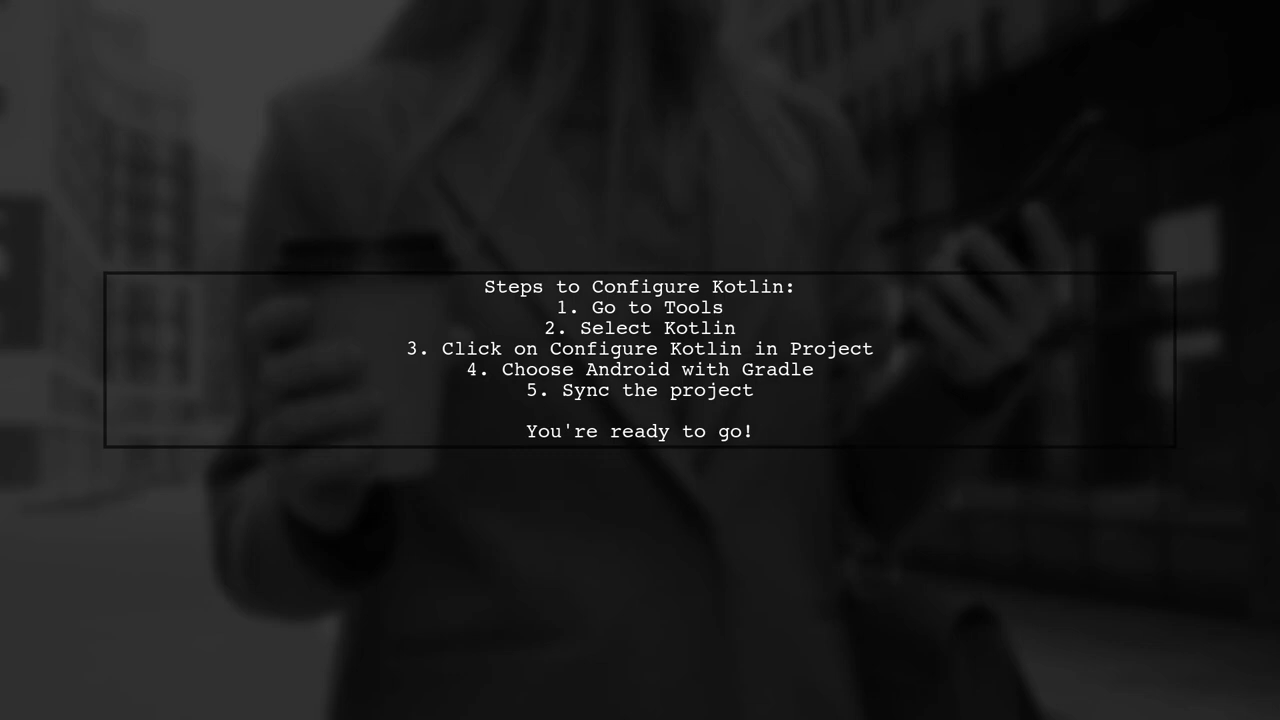 Steps to Configure Kotlin:
1. Go to Tools
2. Select Kotlin
3. Click on Configure Kotlin in Project
4. Choose Android with Gradle
5. Sync the project
You're ready to go!